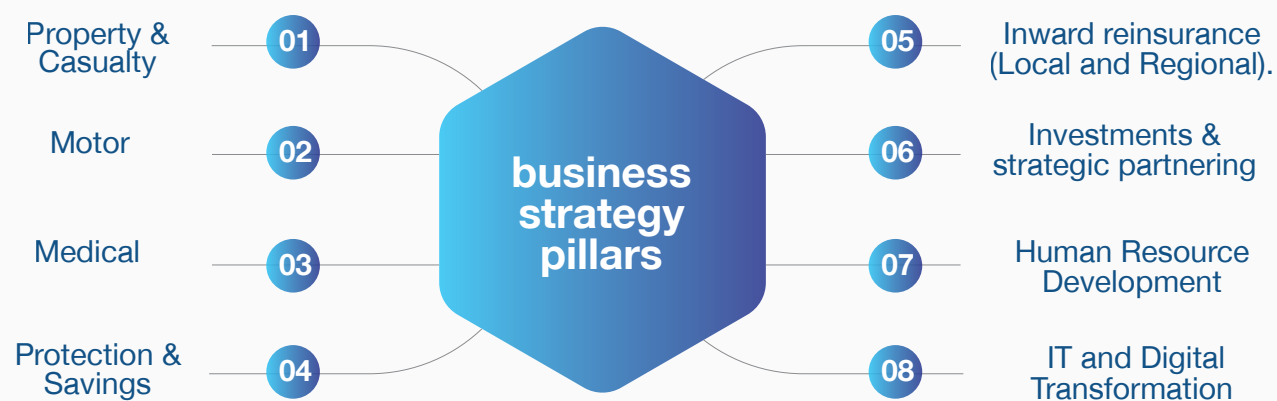 Property &
Casualty
01
Motor
02
Medical
03
Protection &
Savings
04
business
strategy
pillars
05
Inward reinsurance
(Local and Regional).
06
Investments &
strategic partnering
07
Human Resource
Development
08
IT and Digital
Transformation